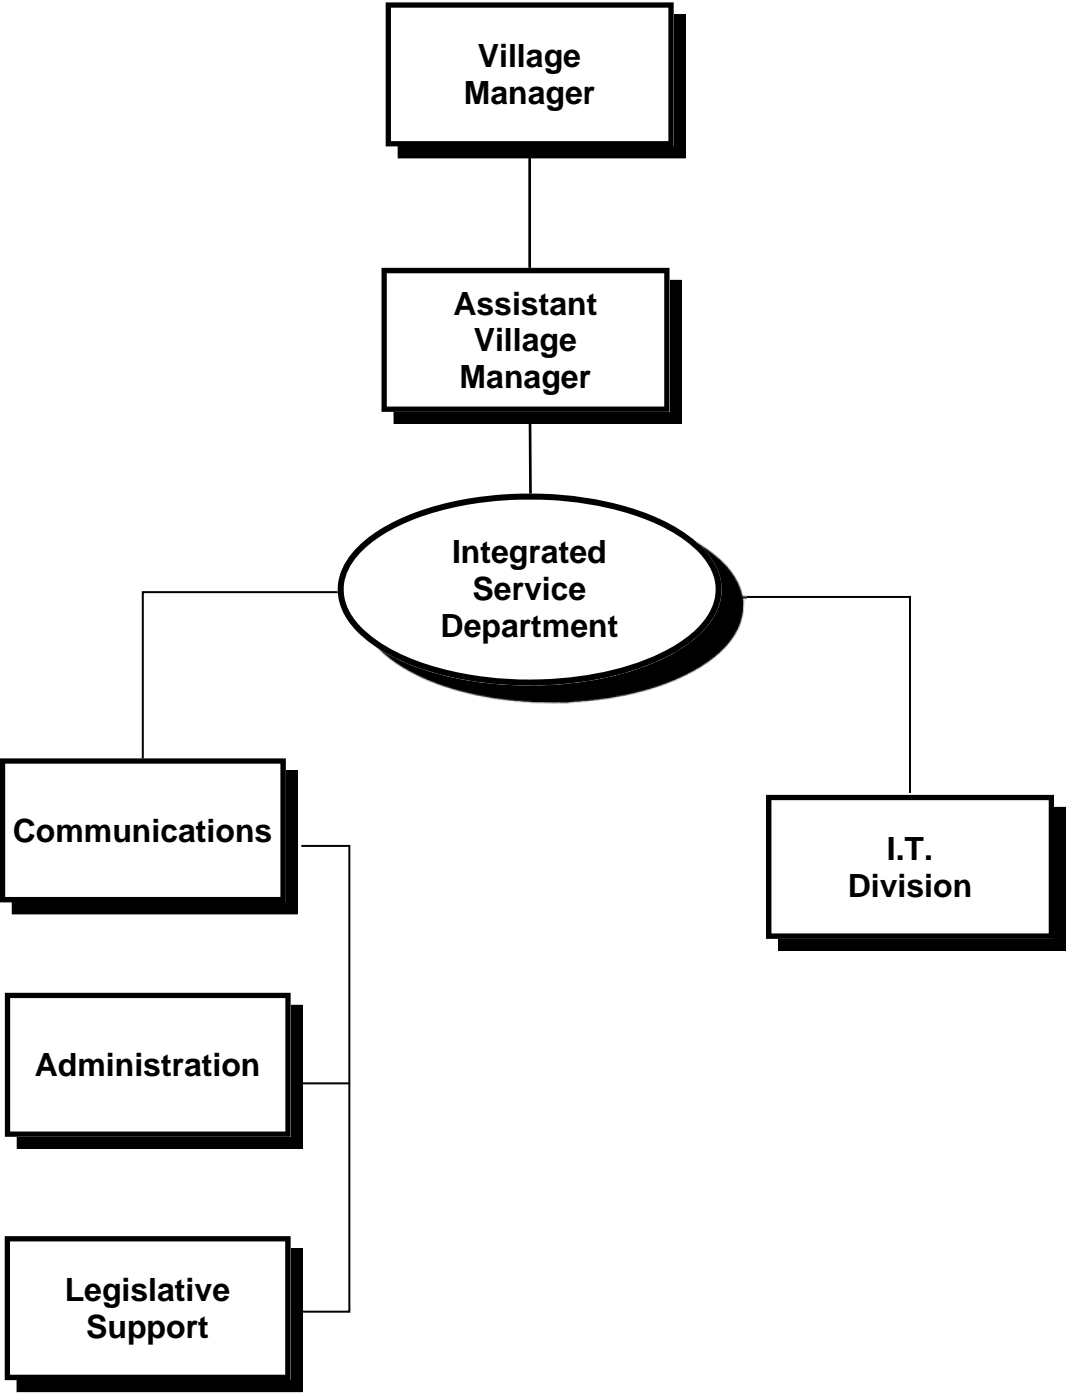 Village
Manager
Assistant
Village
Manager
Integrated
Service
Department
Communications
I.T.
Division
Administration
Legislative
Support